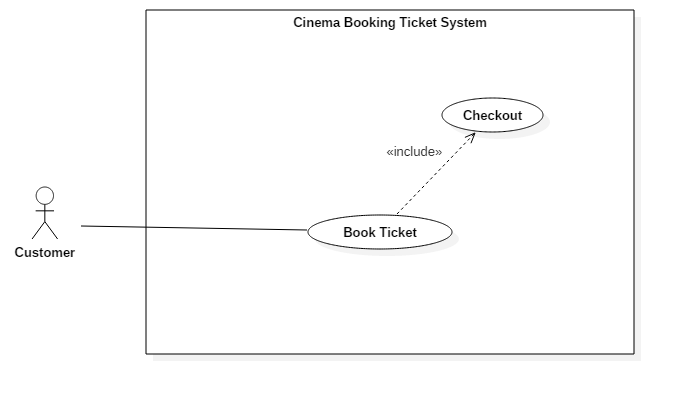 Cinema Booking Ticket System
Checkout
«include»
Book Ticket
Customer